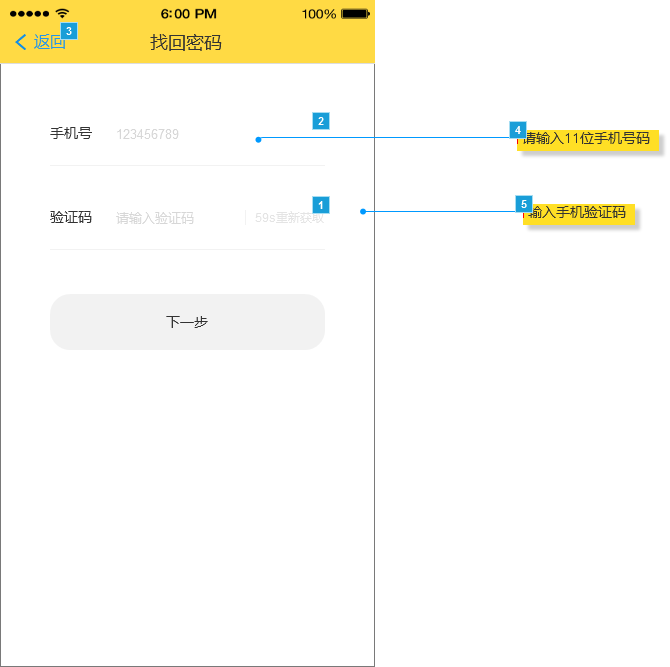 6:00 PM
100%
返回
3
找回密码
手机号
123456789
2
4
请输入11位手机号码
验证码
请输入验证码
59s重新获取
1
5
输入手机验证码
下一步